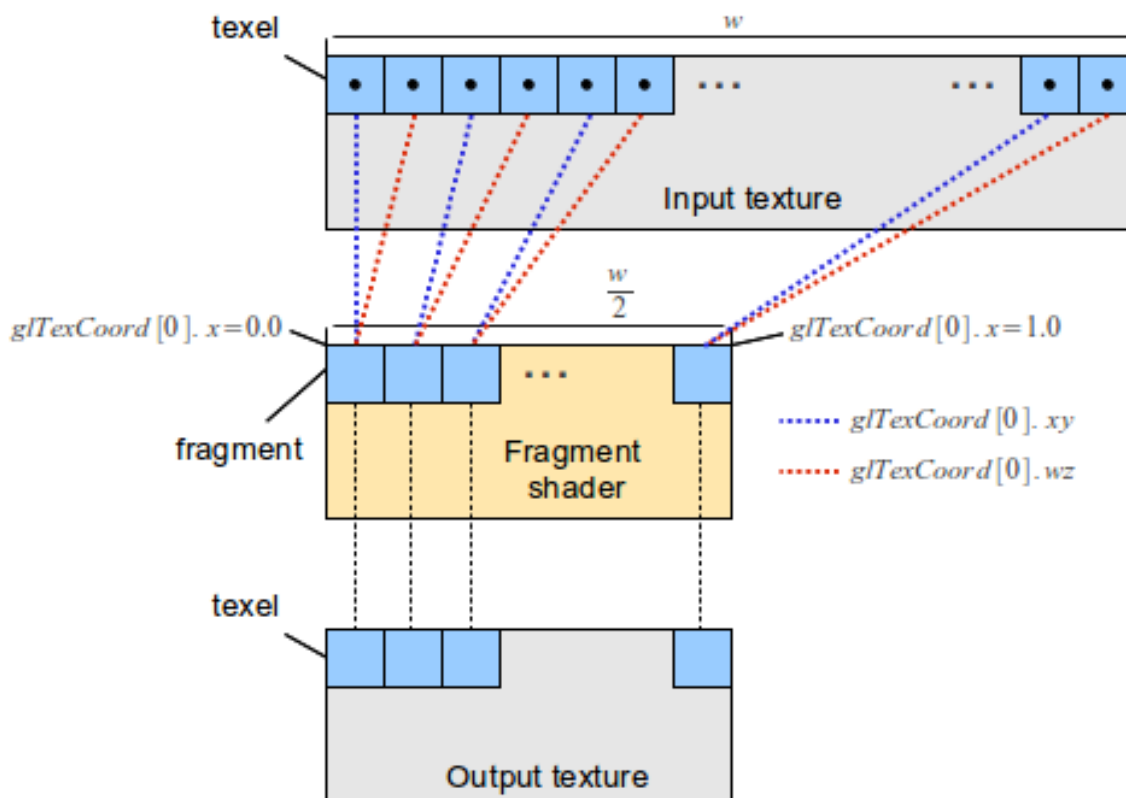 w
texel
...
...
Input texture
w
2
glTexCoord[0]. x=0.0
glTexCoord[0]. x=1.0
...
fragment
Fragment
shader
glTexCoord[0]. xy
glTexCoord[0]. wz
texel
Output texture